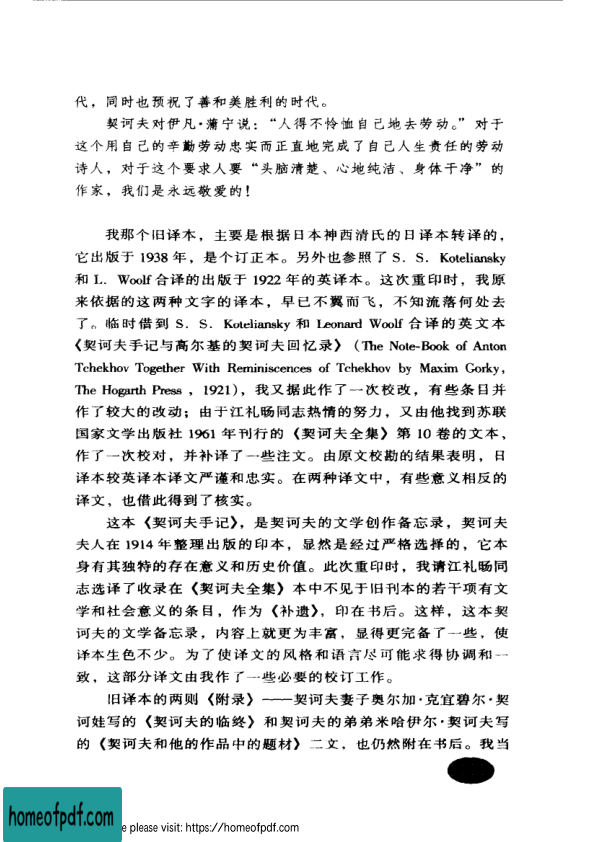 代，同时也预祝了善和美胜利的时代。
契诃夫对伊凡·蒲宁说：“人得不怜恤自己地去劳动。”对于
这个用自己的辛勤劳动忠实而正直地完成了自己人生责任的劳动
诗人，对于这个要求人要“头脑清楚、心地纯洁、身体干净”的
作家，我们是永远敬爱的！
我那个旧译本，主要是根据日本神西清氏的日译本转译的，
它出版于 1938 年，是个订正本。另外也参照了 S. S. Koteliansky
和 L. Woolf 合译的出版于 1922 年的英译本。这次重印时，我原
来依据的这两种文字的译本，早已不翼而飞，不知流落何处去
了。临时借到 S. S. Koteliansky 和 Leonard Woolf 合译的英文本
《契诃夫手记与高尔基的契诃夫回忆录》（The Note-Book of Anton
Tchekhov Together With Reminiscences of Tchekhov by Maxim Gorky,
The Hogarth Press , 1921），我又据此作了一次校改，有些条目并
作了较大的改动；由于江礼旸同志热情的努力，又由他找到苏联
国家文学出版社 1961 年刊行的《契诃夫全集》第 10 卷的文本，
作了一次校对，并补译了一些注文。由原文校勘的结果表明，日
译本较英译本译文严谨和忠实。在两种译文中，有些意义相反的
译文，也借此得到了核实。
这本《契诃夫手记》，是契诃夫的文学创作备忘录，契诃夫
夫人在 1914 年整理出版的印本，显然是经过严格选择的，它本
身有其独特的存在意义和历史价值。此次重印时，我请江礼旸同
志选译了收录在《契诃夫全集》本中不见于旧刊本的若干项有文
学和社会意义的条目，作为《补遗》，印在书后。这样，这本契
诃夫的文学备忘录，内容上就更为丰富，显得更完备了一些，使
译本生色不少。为了使译文的风格和语言尽可能求得协调和一
致，这部分译文由我作了一些必要的校订工作。
旧译本的两则《附录》——契诃夫妻子奥尔加·克宜碧尔·契
诃娃写的《契诃夫的临终》和契诃夫的弟弟米哈伊尔·契诃夫写
的《契诃夫和他的作品中的题材》二文，也仍然附在书后。我当
homeofpdf.com
e please visit: https://homeofpdf.com